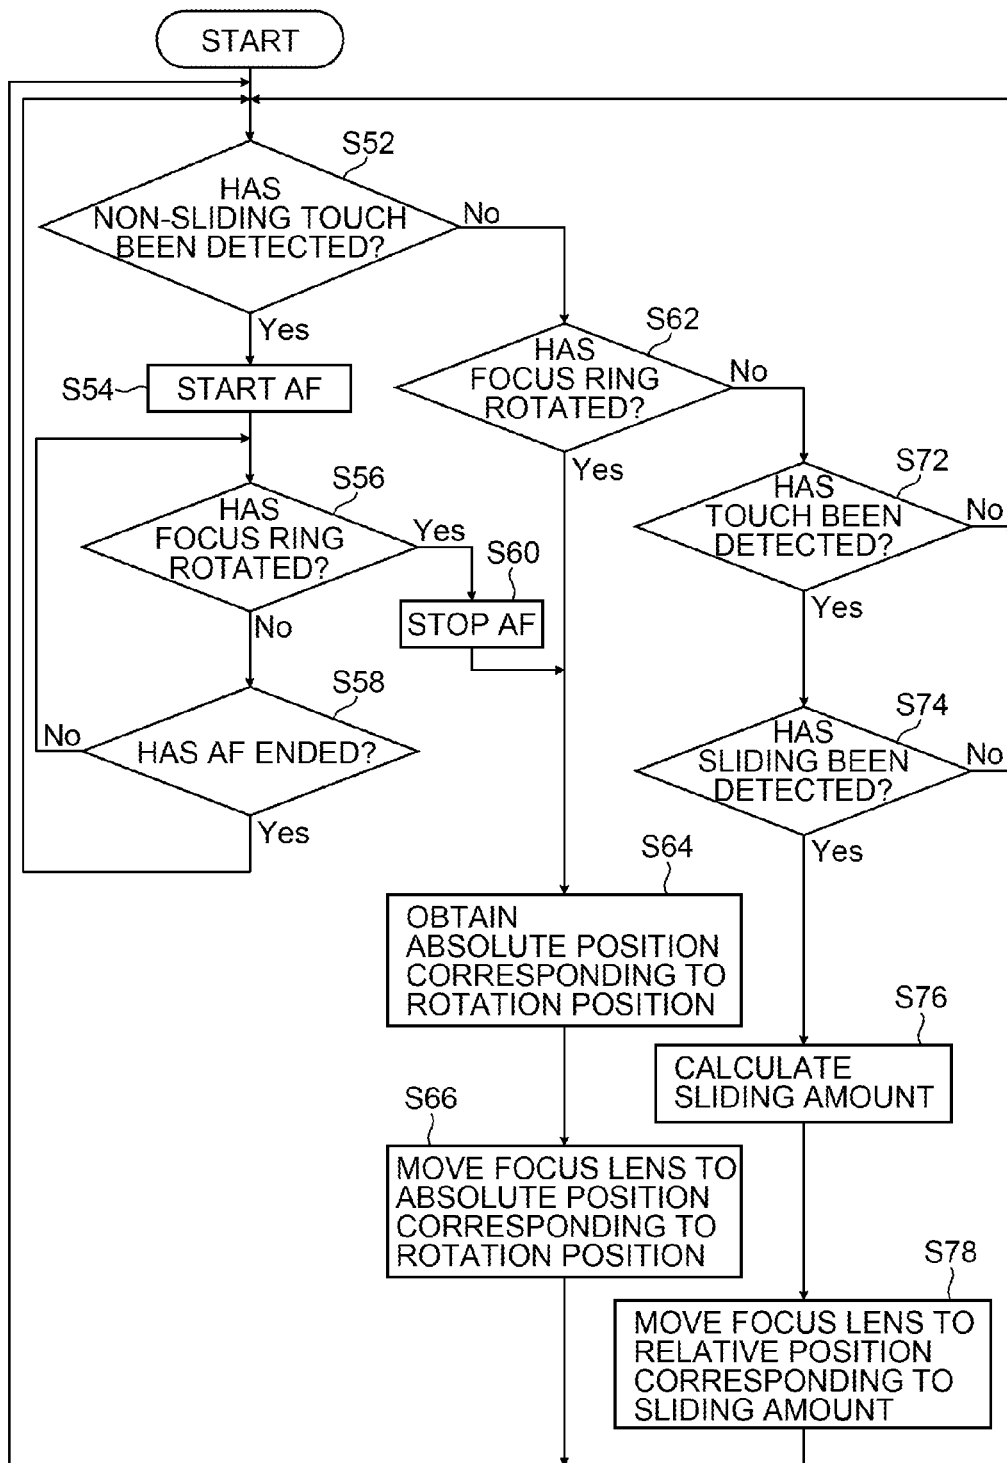 START
S52
HAS
NON-SLIDING TOUCH
BEEN DETECTED?
No
Yes
S54
START AF
S56
HAS
FOCUS RING
ROTATED?
Yes
No
S60
STOP AF
S58
HAS AF ENDED?
No
Yes
S62
HAS
FOCUS RING
ROTATED?
No
Yes
S72
HAS
TOUCH BEEN
DETECTED?
No
Yes
S74
HAS
SLIDING BEEN
DETECTED?
No
Yes
S64
OBTAIN
ABSOLUTE POSITION
CORRESPONDING TO
ROTATION POSITION
S66
MOVE FOCUS LENS TO
ABSOLUTE POSITION
CORRESPONDING TO
ROTATION POSITION
S76
CALCULATE
SLIDING AMOUNT
S78
MOVE FOCUS LENS TO
RELATIVE POSITION
CORRESPONDING TO
SLIDING AMOUNT